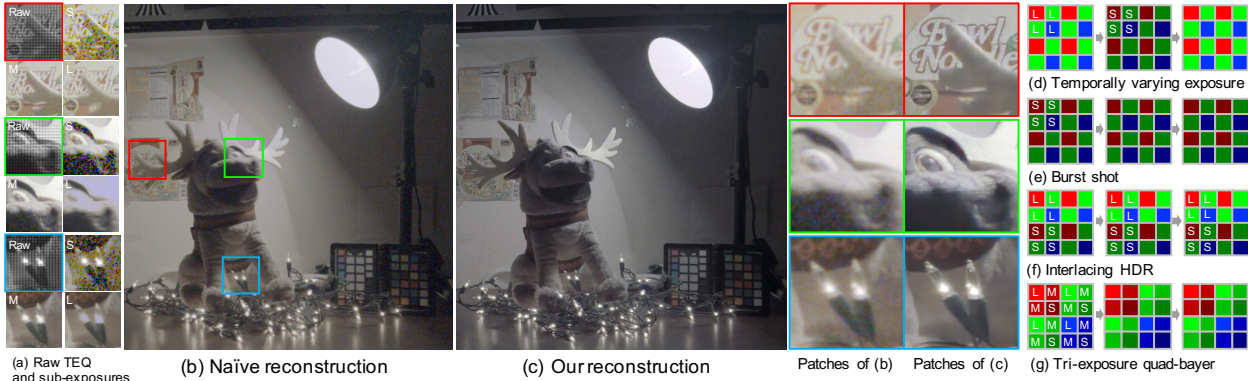 Raw S
M L
Raw S
M L
Raw S
M L
(a) Raw TEQ
and sub-exposures
(b) Naïve reconstruction
(c) Our reconstruction
Bowl Bowl
Noodle Noodle
Patches of (b) Patches of (c)
L L S S
L L S S
(d) Temporally varying exposure
S S
S S
(e) Burst shot
L L L L L L
L L L L L L
S S S S S S
S S S S S S
(f) Interlacing HDR
L M L M
M S M S
L M L M
M S M S
(g) Tri-exposure quad-bayer